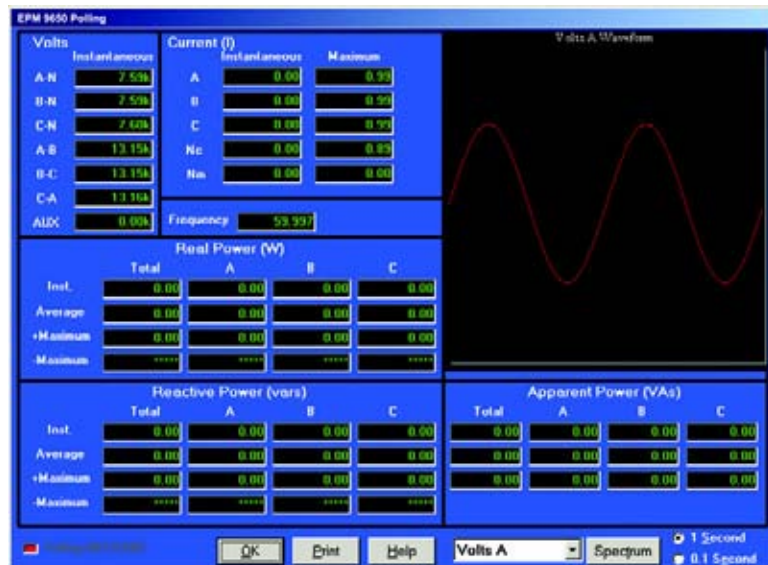 EPM 9650 Polling
Volts
Instantaneous
A-N 7.59k
B-N 7.59k
C-N 7.60k
A-B 13.15k
B-C 13.15k
C-A 13.16k
AUX 0.00k
Current (I)
Instantaneous Maximum
A 0.00 0.99
B 0.00 0.99
C 0.00 0.99
Nc 0.00 0.89
Nm 0.00 0.00
Frequency 59.997
Volts A Waveform
Real Power (W)
Total A B C
Inst. 0.00 0.00 0.00 0.00
Average 0.00 0.00 0.00 0.00
+Maximum 0.00 0.00 0.00 0.00
-Maximum ***** ***** ***** *****
Reactive Power (vars)
Total A B C
Inst. 0.00 0.00 0.00 0.00
Average 0.00 0.00 0.00 0.00
+Maximum 0.00 0.00 0.00 0.00
-Maximum ***** ***** ***** *****
Apparent Power (VAs)
Total A B C
0.00 0.00 0.00 0.00
0.00 0.00 0.00 0.00
0.00 0.00 0.00 0.00
OK Print Help Volts A Spectrum
1 Second
0.1 Second